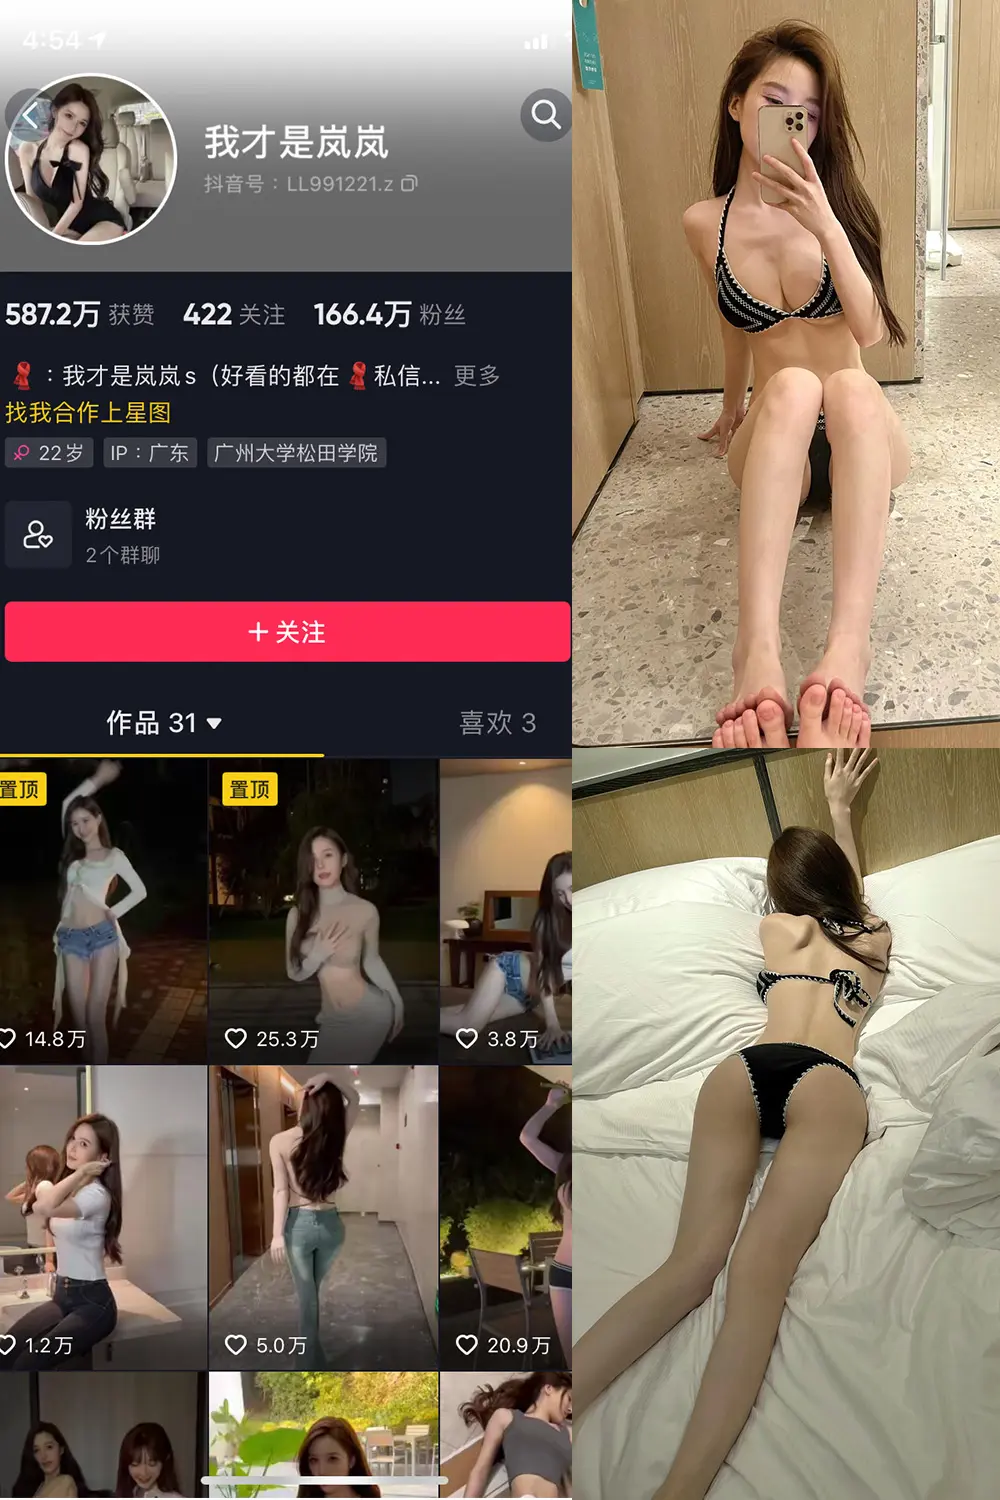 4:54
我才是岚岚
抖音号：LL991221.z
587.2万 获赞 422 关注 166.4万 粉丝
：我才是岚岚s（好看的都在 私信... 更多
找我合作上星图
22岁 IP：广东 广州大学松田学院
粉丝群
2个群聊
+关注
作品 31 喜欢 3
置顶 置顶
14.8万 25.3万 3.8万
1.2万 5.0万 20.9万